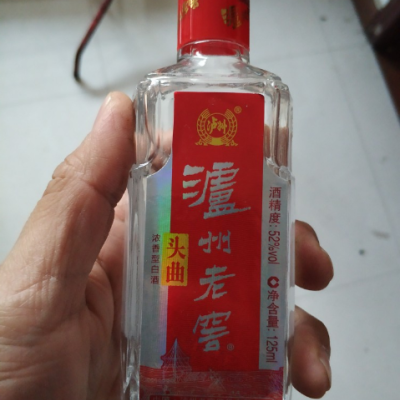 泸州
®
泸州老窖
头曲
浓香型白酒
酒精度:52%vol
净含量:125ml